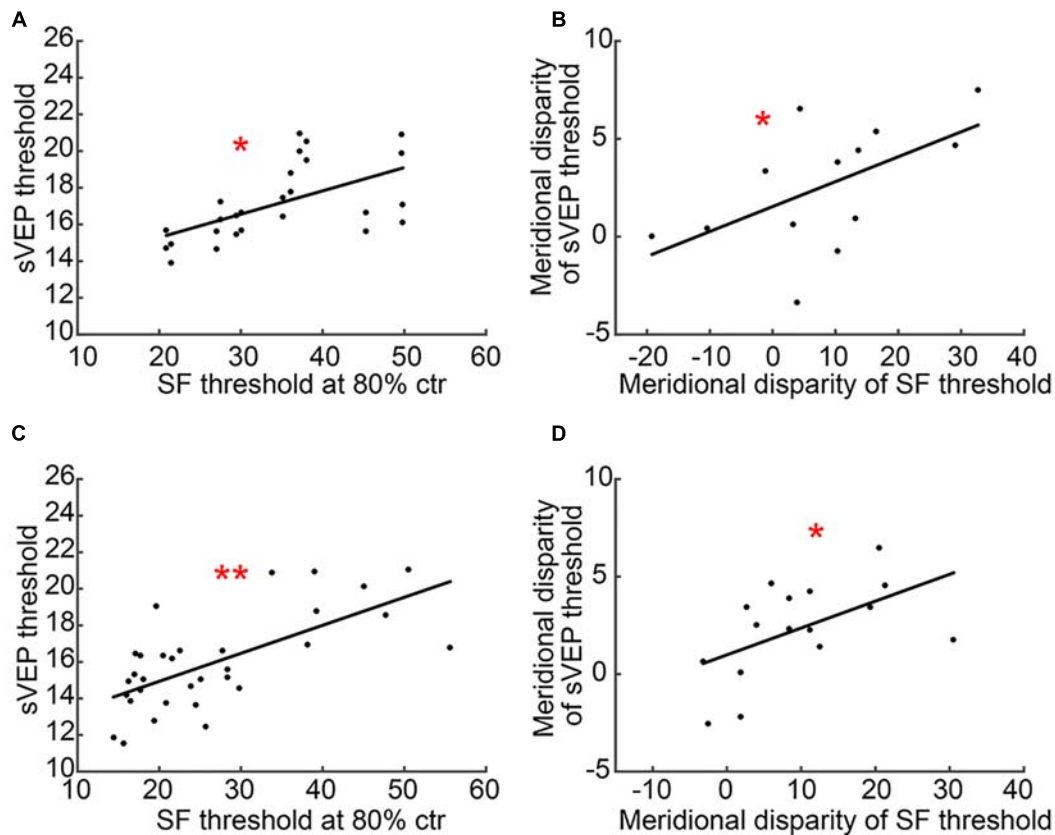 A
26
24
22
20
18
16
14
12
10
sVEP threshold
*
10 20 30 40 50 60
SF threshold at 80% ctr
B
10
5
0
-5
Meridional disparity
of sVEP threshold
*
-20 -10 0 10 20 30 40
Meridional disparity of SF threshold
C
26
24
22
20
18
16
14
12
10
sVEP threshold
**
10 20 30 40 50 60
SF threshold at 80% ctr
D
10
5
0
-5
Meridional disparity
of sVEP threshold
*
-10 0 10 20 30 40
Meridional disparity of SF threshold